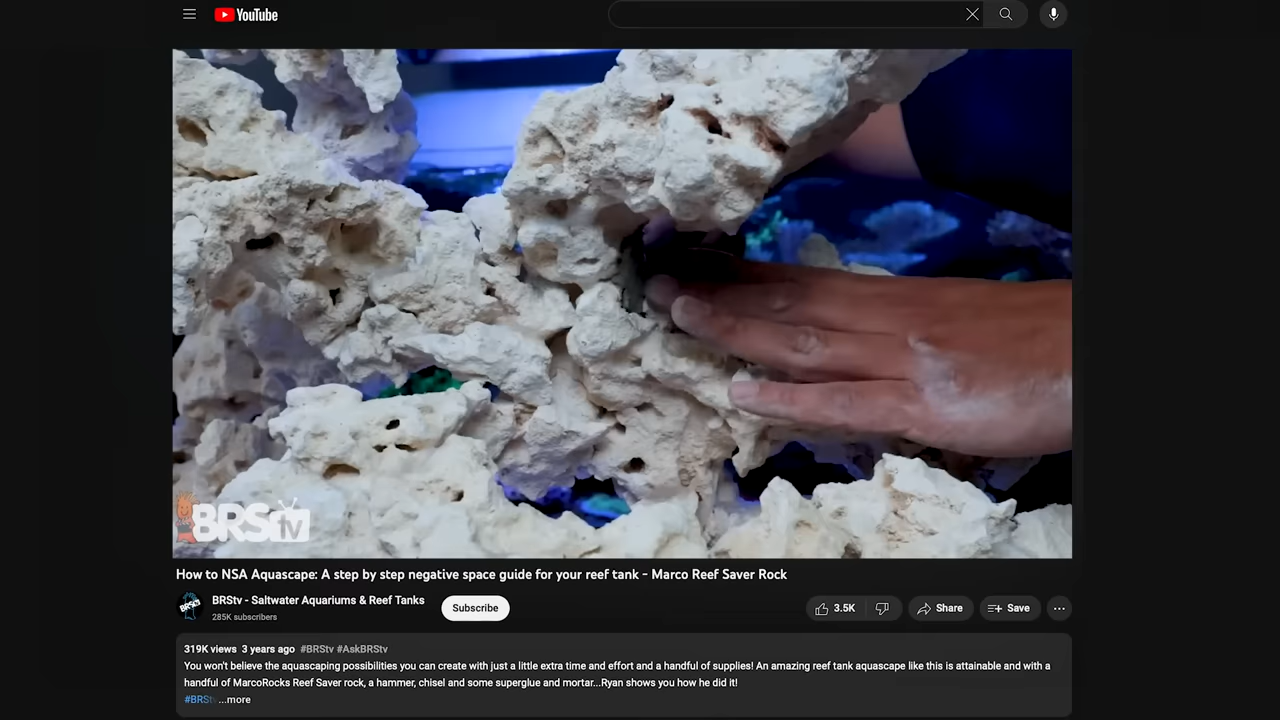 YouTube
BRStv
How to NSA Aquascape: A step by step negative space guide for your reef tank - Marco Reef Saver Rock
BRStv - Saltwater Aquariums & Reef Tanks
285K subscribers
Subscribe
3.5K
Share
Save
319K views 3 years ago #BRStv #AskBRStv
You won't believe the aquascaping possibilities you can create with just a little extra time and effort and a handful of supplies! An amazing reef tank aquascape like this is attainable and with a
handful of MarcoRocks Reef Saver rock, a hammer, chisel and some superglue and mortar...Ryan shows you how he did it!
#BRSt ...more